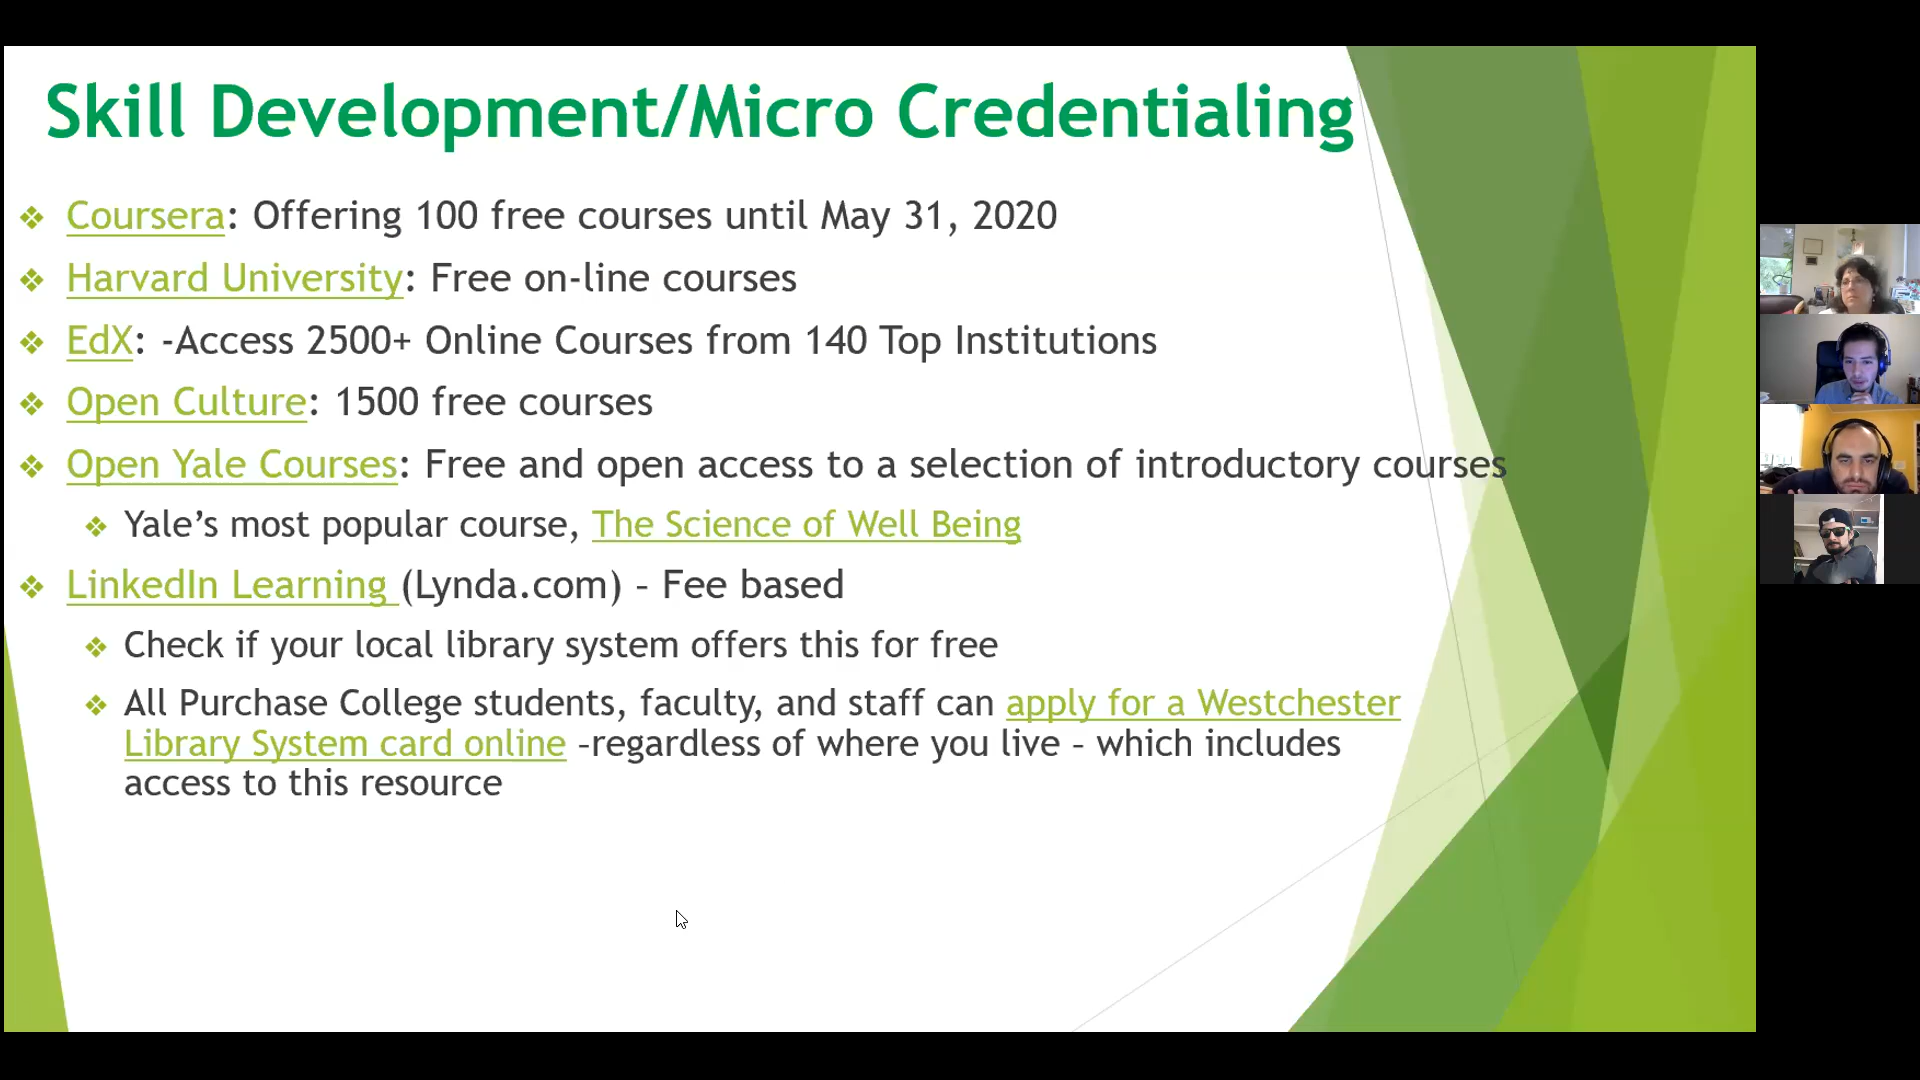 Skill Development/Micro Credentialing
Coursera: Offering 100 free courses until May 31, 2020
Harvard University: Free on-line courses
EdX: -Access 2500+ Online Courses from 140 Top Institutions
Open Culture: 1500 free courses
Open Yale Courses: Free and open access to a selection of introductory courses
Yale’s most popular course, The Science of Well Being
LinkedIn Learning (Lynda.com) – Fee based
Check if your local library system offers this for free
All Purchase College students, faculty, and staff can apply for a Westchester
Library System card online –regardless of where you live – which includes
access to this resource